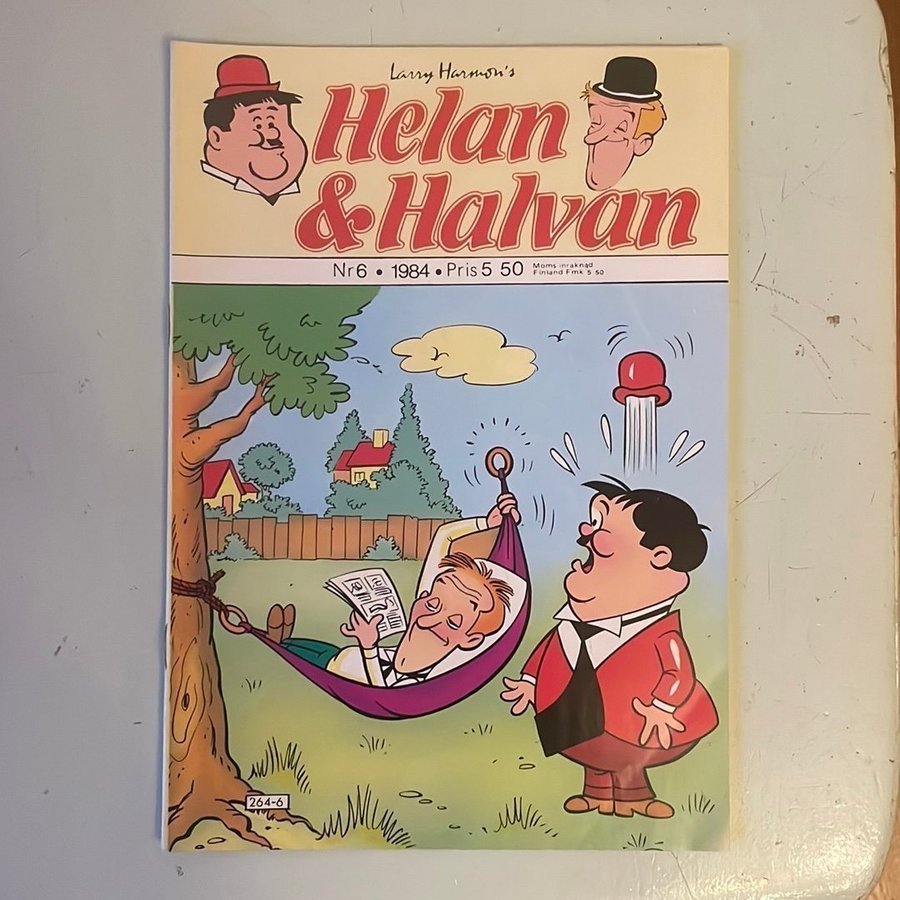 Larry Harmon's
Helan
& Halvan
Nr 6 • 1984 • Pris 5 50 Moms inräknad
Finland Fmk 5 50
264-6